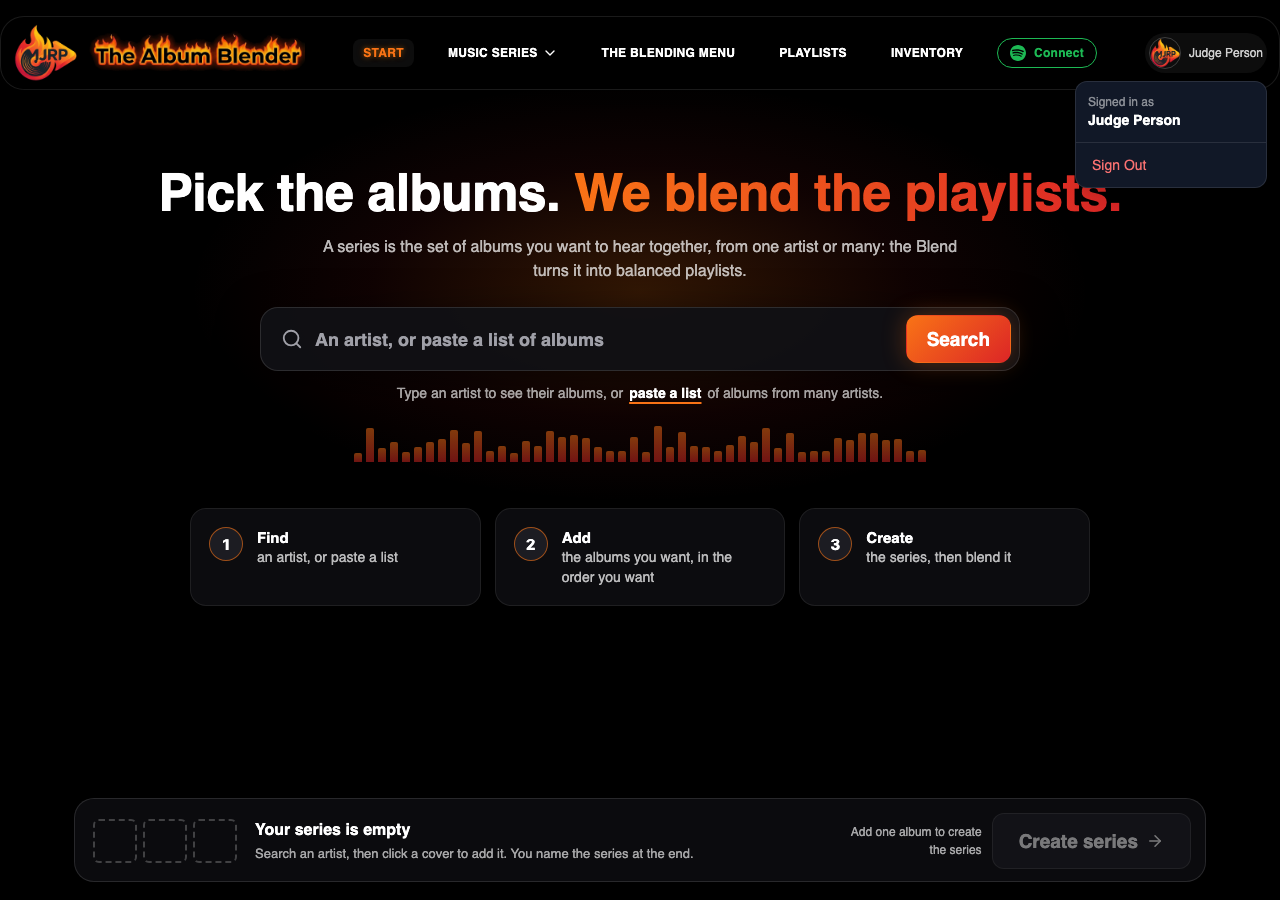 JRP
The Album Blender
START
MUSIC SERIES
THE BLENDING MENU
PLAYLISTS
INVENTORY
Connect
JRP
Judge Person
Signed in as
Judge Person
Sign Out
Pick the albums. We blend the playlists.
A series is the set of albums you want to hear together, from one artist or many: the Blend
turns it into balanced playlists.
An artist, or paste a list of albums
Search
Type an artist to see their albums, or paste a list of albums from many artists.
1
Find
an artist, or paste a list
2
Add
the albums you want, in the
order you want
3
Create
the series, then blend it
Your series is empty
Search an artist, then click a cover to add it. You name the series at the end.
Add one album to create
the series
Create series